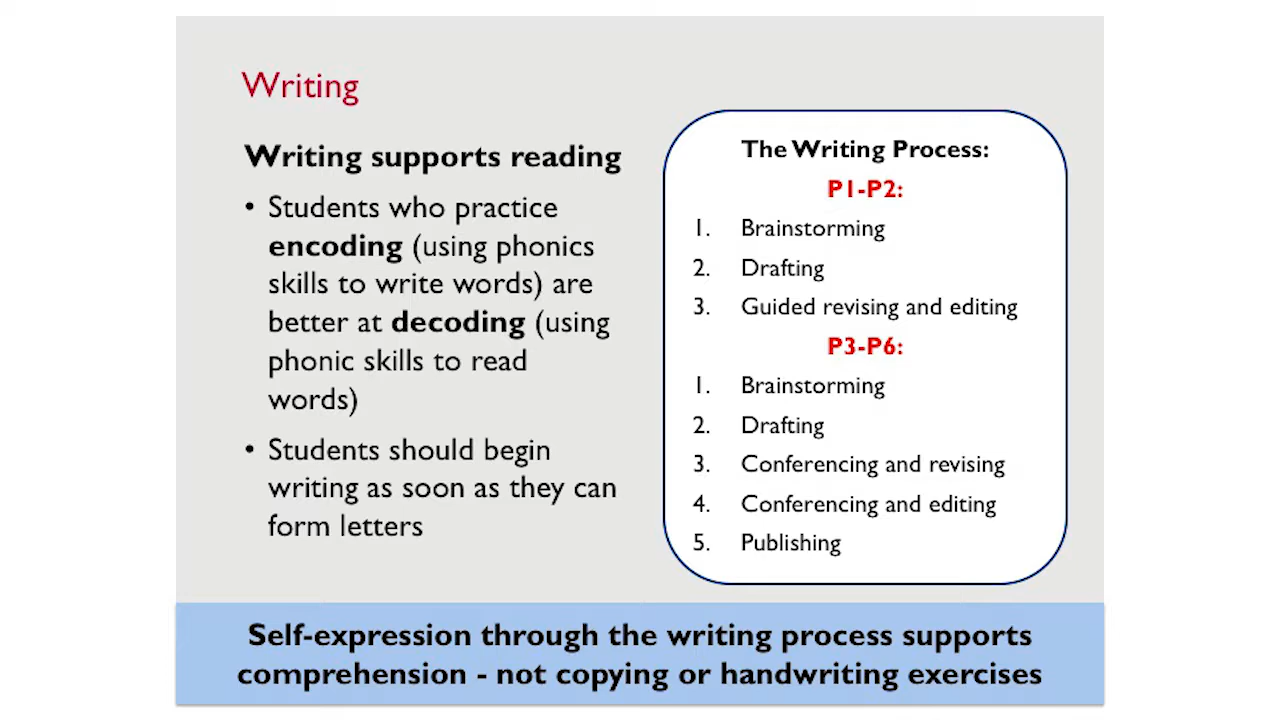 Writing
Writing supports reading
• Students who practice
encoding (using phonics
skills to write words) are
better at decoding (using
phonic skills to read
words)
• Students should begin
writing as soon as they can
form letters
The Writing Process:
P1-P2:
1. Brainstorming
2. Drafting
3. Guided revising and editing
P3-P6:
1. Brainstorming
2. Drafting
3. Conferencing and revising
4. Conferencing and editing
5. Publishing
Self-expression through the writing process supports
comprehension - not copying or handwriting exercises